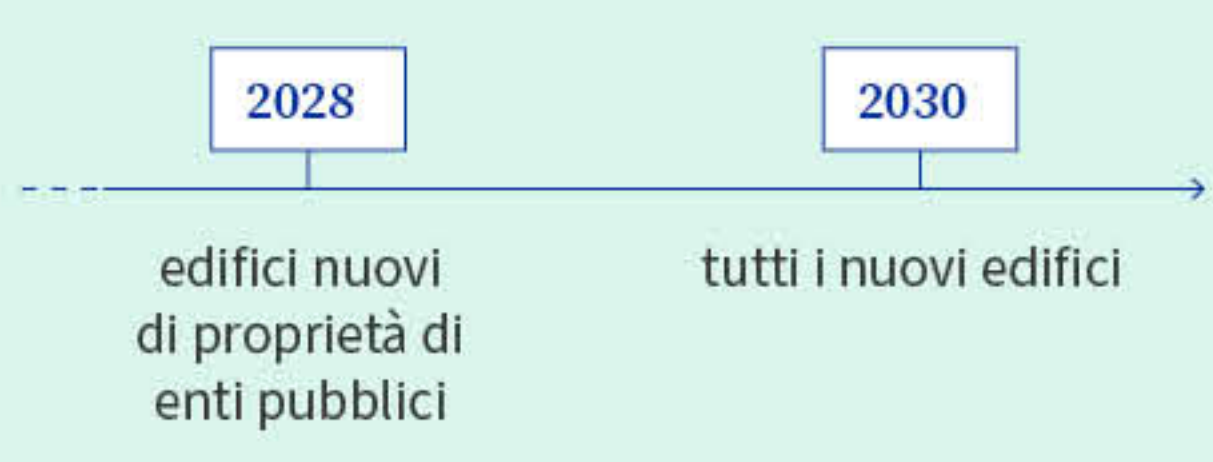 2028
2030
edifici nuovi
di proprietà di
enti pubblici
tutti i nuovi edifici